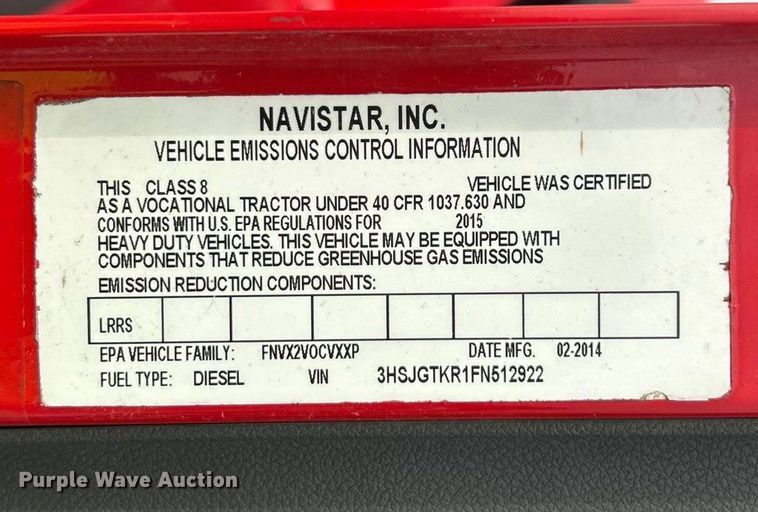 NAVISTAR, INC.
VEHICLE EMISSIONS CONTROL INFORMATION
THIS CLASS 8 VEHICLE WAS CERTIFIED
AS A VOCATIONAL TRACTOR UNDER 40 CFR 1037.630 AND
CONFORMS WITH U.S. EPA REGULATIONS FOR 2015
HEAVY DUTY VEHICLES. THIS VEHICLE MAY BE EQUIPPED WITH
COMPONENTS THAT REDUCE GREENHOUSE GAS EMISSIONS
EMISSION REDUCTION COMPONENTS:
LRRS
EPA VEHICLE FAMILY: FNVX2VOCVXXP DATE MFG. 02-2014
FUEL TYPE: DIESEL VIN 3HSJGTKR1FN512922
Purple Wave Auction